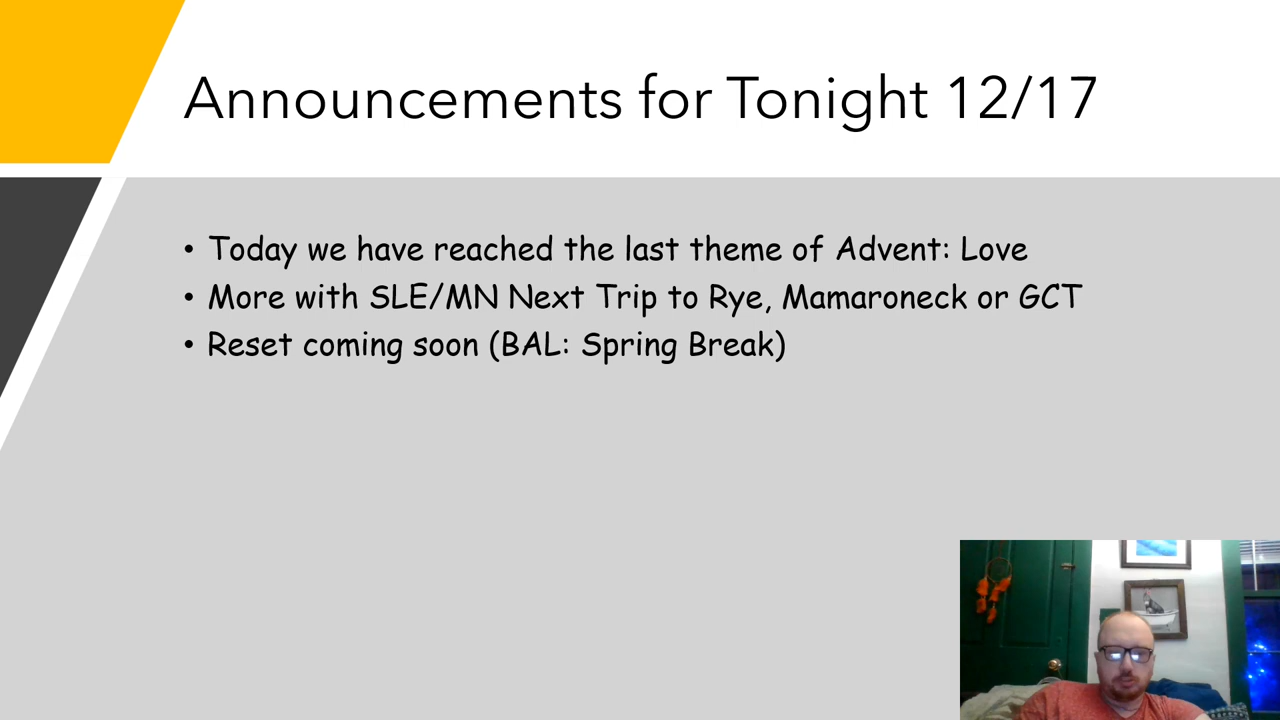 Announcements for Tonight 12/17
• Today we have reached the last theme of Advent: Love
• More with SLE/MN Next Trip to Rye, Mamaroneck or GCT
• Reset coming soon (BAL: Spring Break)